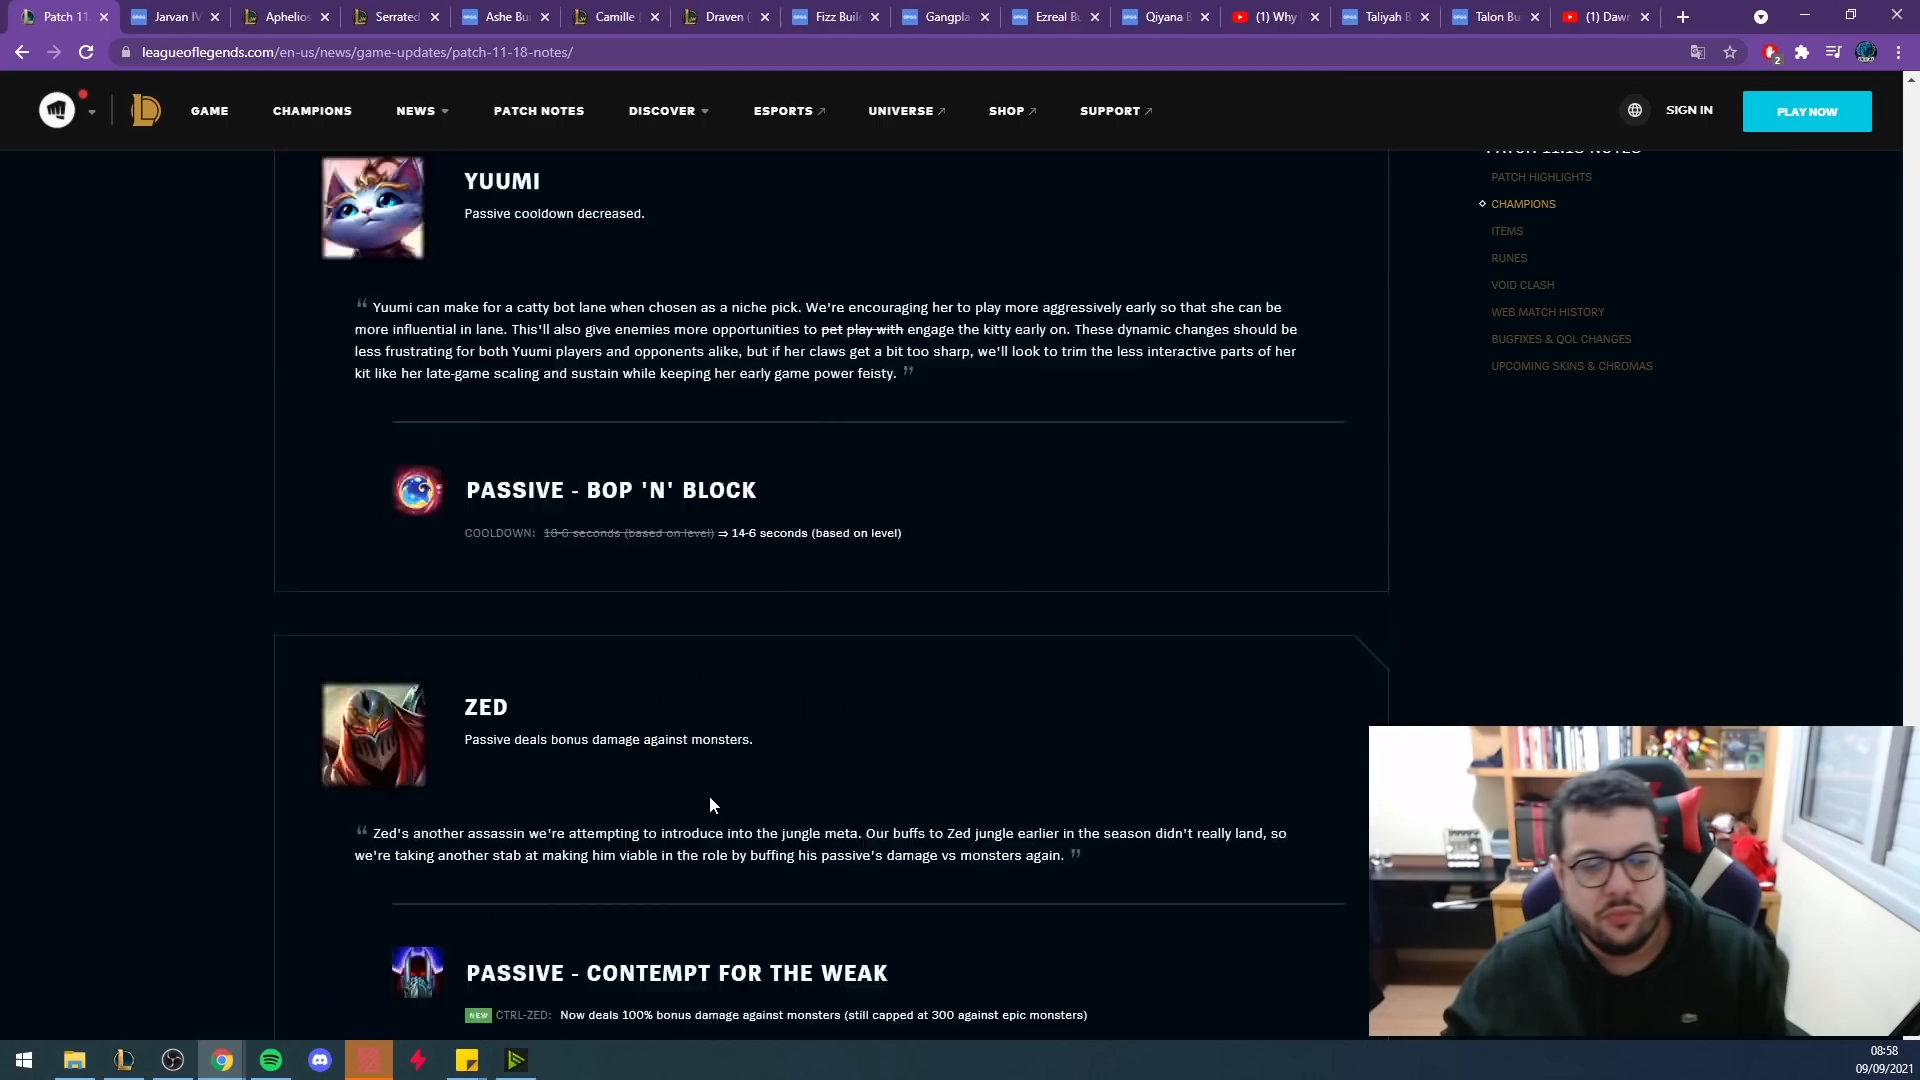 Patch 11.
Jarvan IV
Aphelios
Serrated
Ashe Bui
Camille (
Draven (
Fizz Buil
Gangpla
Ezreal Bu
Qiyana B
(1) Why
Taliyah B
Talon Bu
(1) Dawn
leagueoflegends.com/en-us/news/game-updates/patch-11-18-notes/
2
GAME
CHAMPIONS
NEWS
PATCH NOTES
DISCOVER
ESPORTS
UNIVERSE
SHOP
SUPPORT
SIGN IN
PLAY NOW
YUUMI
Passive cooldown decreased.
“ Yuumi can make for a catty bot lane when chosen as a niche pick. We're encouraging her to play more aggressively early so that she can be
more influential in lane. This'll also give enemies more opportunities to pet play with engage the kitty early on. These dynamic changes should be
less frustrating for both Yuumi players and opponents alike, but if her claws get a bit too sharp, we'll look to trim the less interactive parts of her
kit like her late-game scaling and sustain while keeping her early game power feisty. ”
PASSIVE - BOP 'N' BLOCK
COOLDOWN: 18-6 seconds (based on level) ⇒ 14-6 seconds (based on level)
ZED
Passive deals bonus damage against monsters.
“ Zed's another assassin we're attempting to introduce into the jungle meta. Our buffs to Zed jungle earlier in the season didn't really land, so
we're taking another stab at making him viable in the role by buffing his passive's damage vs monsters again. ”
PASSIVE - CONTEMPT FOR THE WEAK
NEW CTRL-ZED: Now deals 100% bonus damage against monsters (still capped at 300 against epic monsters)
PATCH 11.18 NOTES
PATCH HIGHLIGHTS
CHAMPIONS
ITEMS
RUNES
VOID CLASH
WEB MATCH HISTORY
BUGFIXES & QOL CHANGES
UPCOMING SKINS & CHROMAS
08:58
09/09/2021